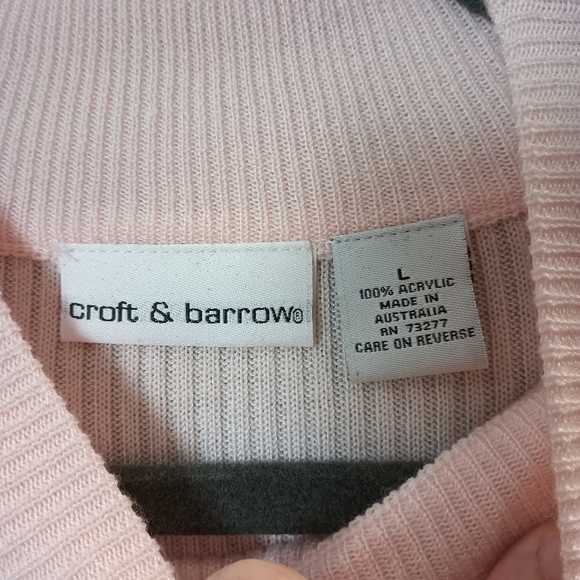 croft & barrow®
L
100% ACRYLIC
MADE IN
AUSTRALIA
RN 73277
CARE ON REVERSE